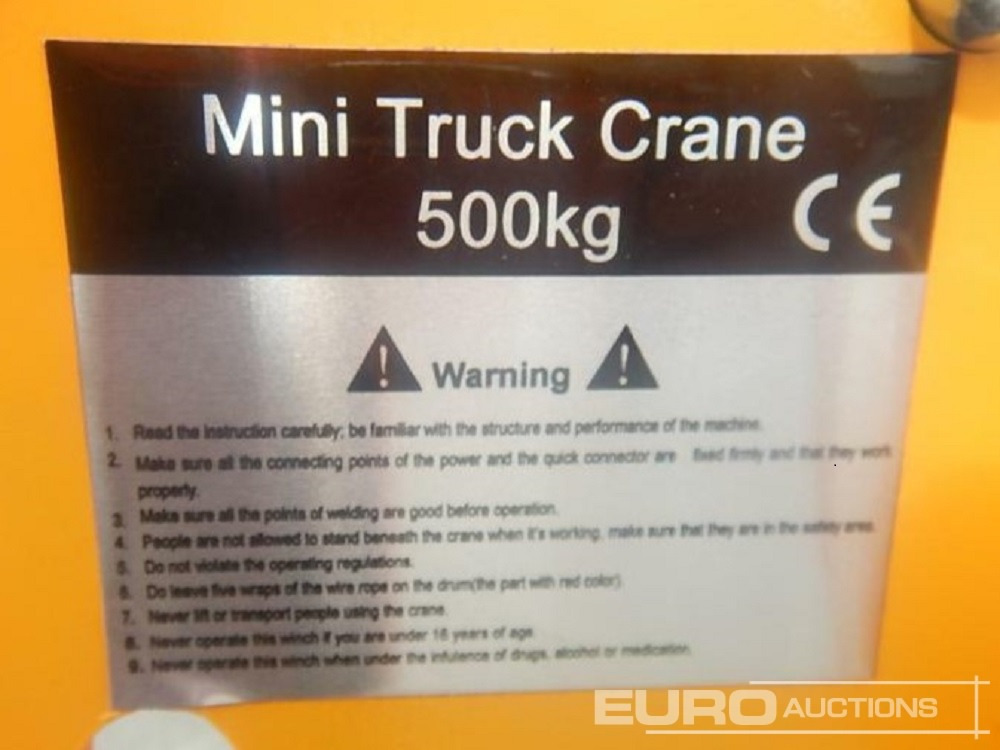 Mini Truck Crane
500kg CE
! Warning !
1. Read the instruction carefully; be familiar with the structure and performance of the machine.
2. Make sure all the connecting points of the power and the quick connector are fixed firmly and that they work
properly.
3. Make sure all the points of welding are good before operation.
4. People are not allowed to stand beneath the crane when it's working, make sure that they are in the safety area.
5. Do not violate the operating regulations.
6. Do leave five wraps of the wire rope on the drum(the part with red color).
7. Never lift or transport people using the crane.
8. Never operate this winch if you are under 16 years of age.
9. Never operate this winch when under the infulence of drugs, alcohol or medication.
EURO AUCTIONS